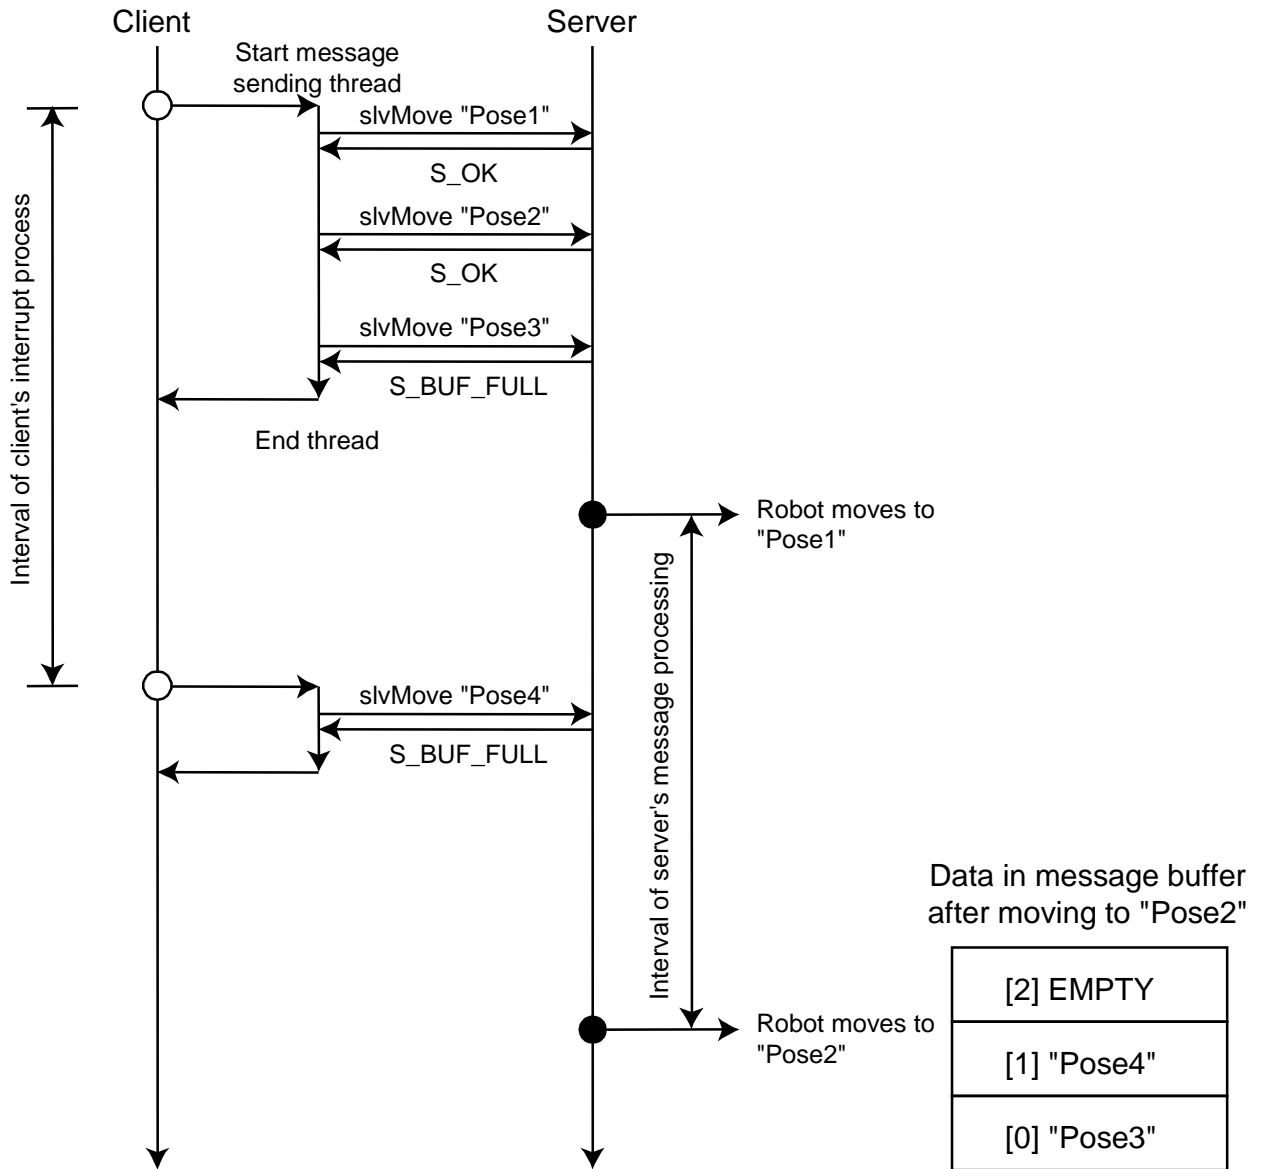 Client
Server
Start message
sending thread
slvMove "Pose1"
S_OK
slvMove "Pose2"
S_OK
slvMove "Pose3"
S_BUF_FULL
End thread
Interval of client's interrupt process
Robot moves to
"Pose1"
Interval of server's message processing
slvMove "Pose4"
S_BUF_FULL
Robot moves to
"Pose2"
Data in message buffer
after moving to "Pose2"
[2] EMPTY
[1] "Pose4"
[0] "Pose3"